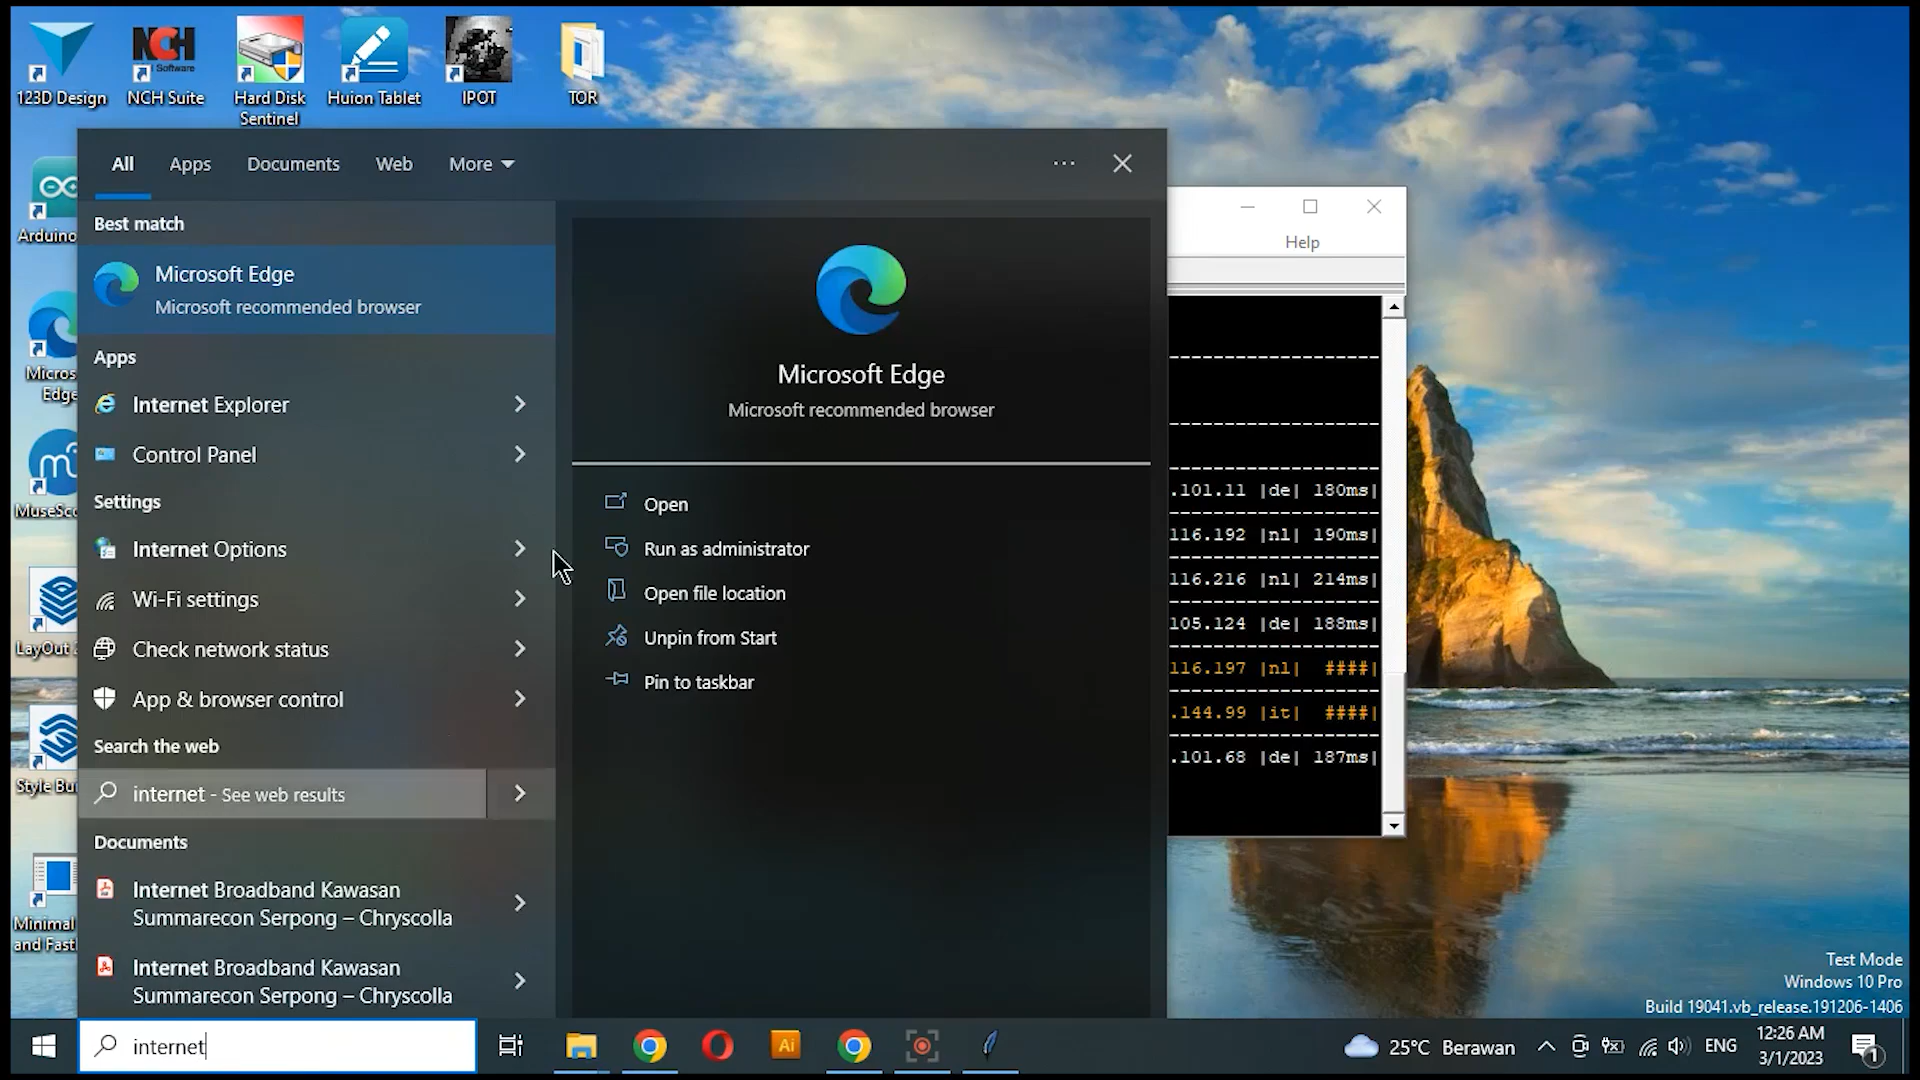 123D Design
NCH
Software
NCH Suite
Hard Disk
Sentinel
Huion Tablet
IPOT
TOR
Arduino
Micros
Edge
MuseSco
LayOut
Style Bui
Minimal
and Fast
All
Apps
Documents
Web
More
Best match
Microsoft Edge
Microsoft recommended browser
Apps
Internet Explorer
Control Panel
Settings
Internet Options
Wi-Fi settings
Check network status
App & browser control
Search the web
internet - See web results
Documents
Internet Broadband Kawasan
Summarecon Serpong – Chryscolla
Internet Broadband Kawasan
Summarecon Serpong – Chryscolla
Microsoft Edge
Microsoft recommended browser
Open
Run as administrator
Open file location
Unpin from Start
Pin to taskbar
Help
.101.11 |de| 180ms|
116.192 |nl| 190ms|
116.216 |nl| 214ms|
105.124 |de| 188ms|
116.197 |nl| ####|
.144.99 |it| ####|
.101.68 |de| 187ms|
Test Mode
Windows 10 Pro
Build 19041.vb_release.191206-1406
internet
Ai
25°C Berawan
ENG
12:26 AM
3/1/2023
1